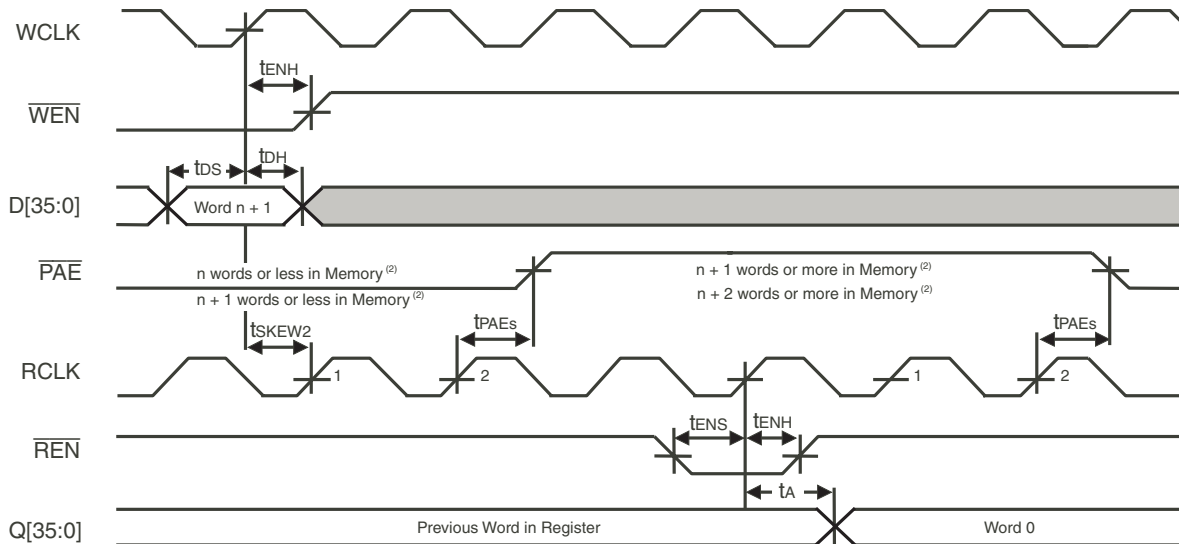 WCLK
tENH
WEN
tDS
tDH
D[35:0]
Word n + 1
PAE
n words or less in Memory (2)
n + 1 words or more in Memory (2)
n + 1 words or less in Memory (2)
n + 2 words or more in Memory (2)
tSKEW2
tPAEs
tPAEs
RCLK
1
2
1
2
tENS
tENH
REN
tA
Q[35:0]
Previous Word in Register
Word 0